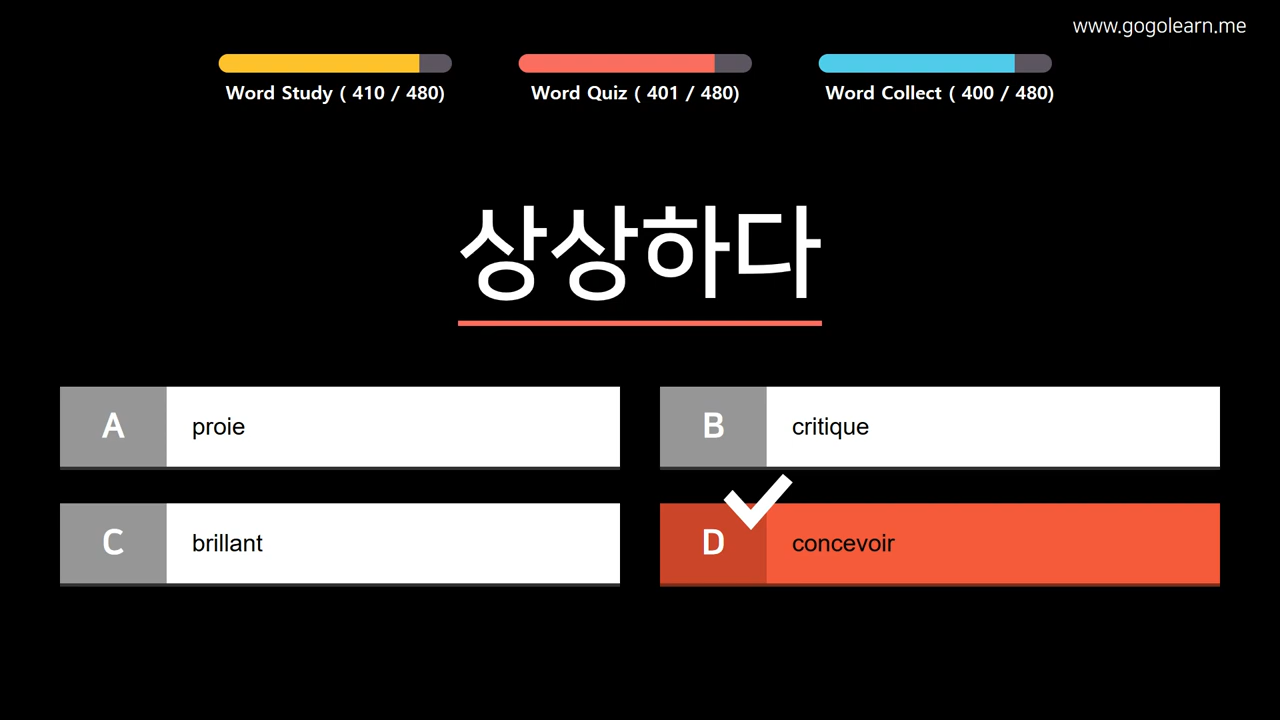 www.gogolearn.me
Word Study ( 410 / 480)
Word Quiz ( 401 / 480)
Word Collect ( 400 / 480)
상상하다
A proie
B critique
C brillant
D concevoir